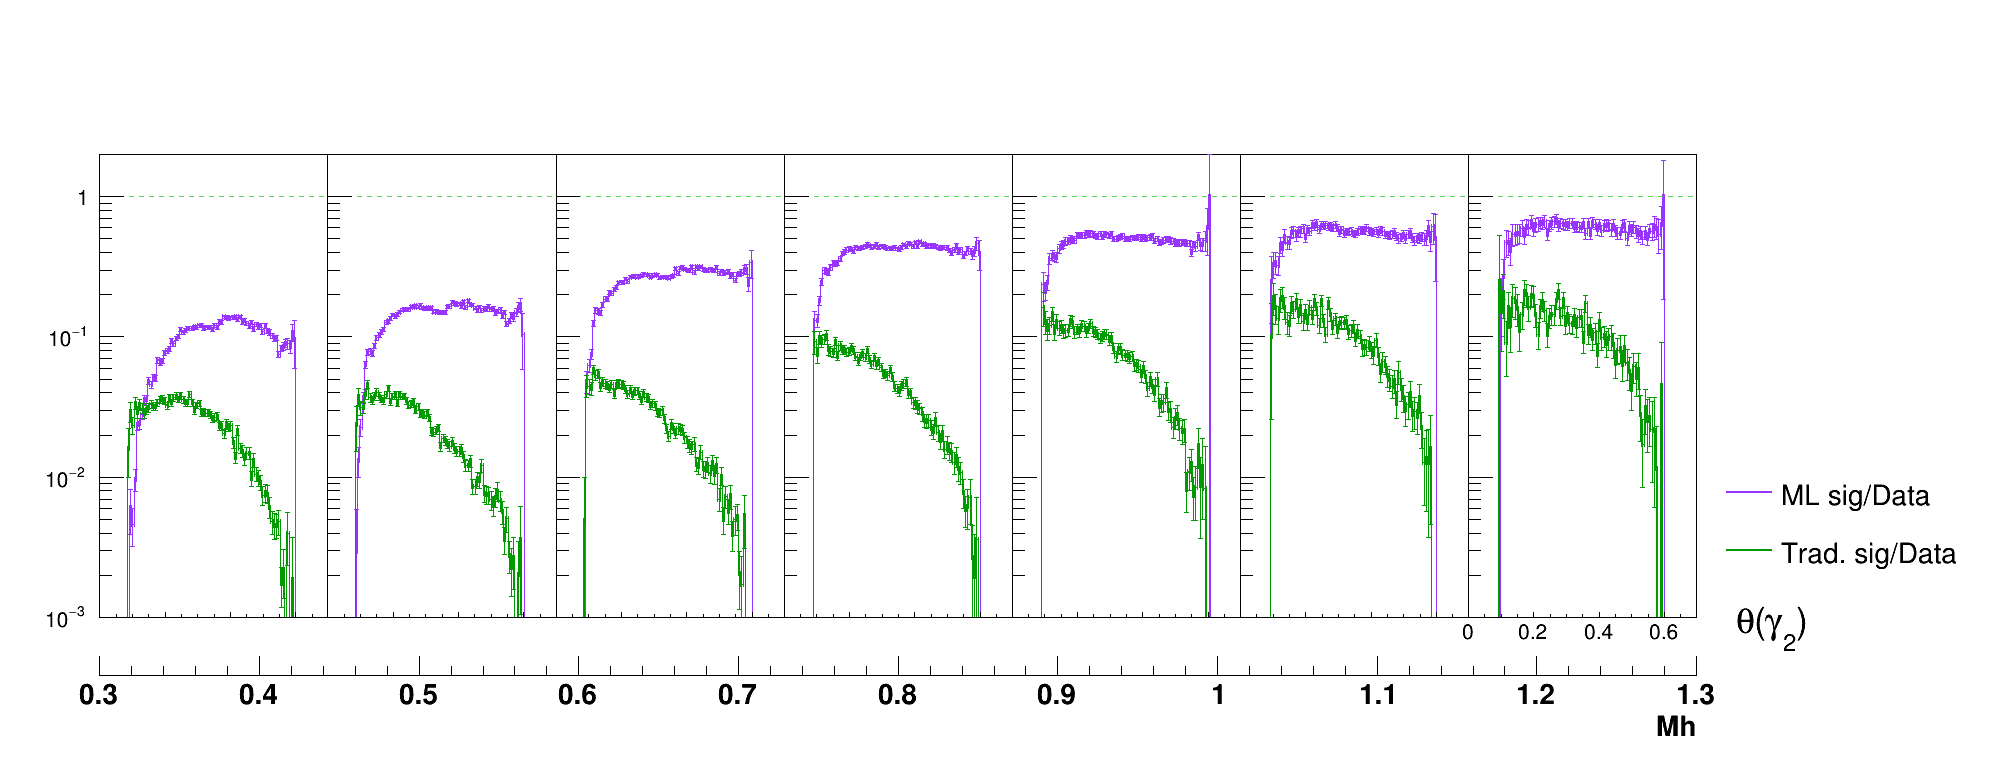 1
10⁻¹
10⁻²
10⁻³
ML sig/Data
Trad. sig/Data
θ(γ₂)
0 0.2 0.4 0.6
0.3 0.4 0.5 0.6 0.7 0.8 0.9 1 1.1 1.2 1.3
Mh